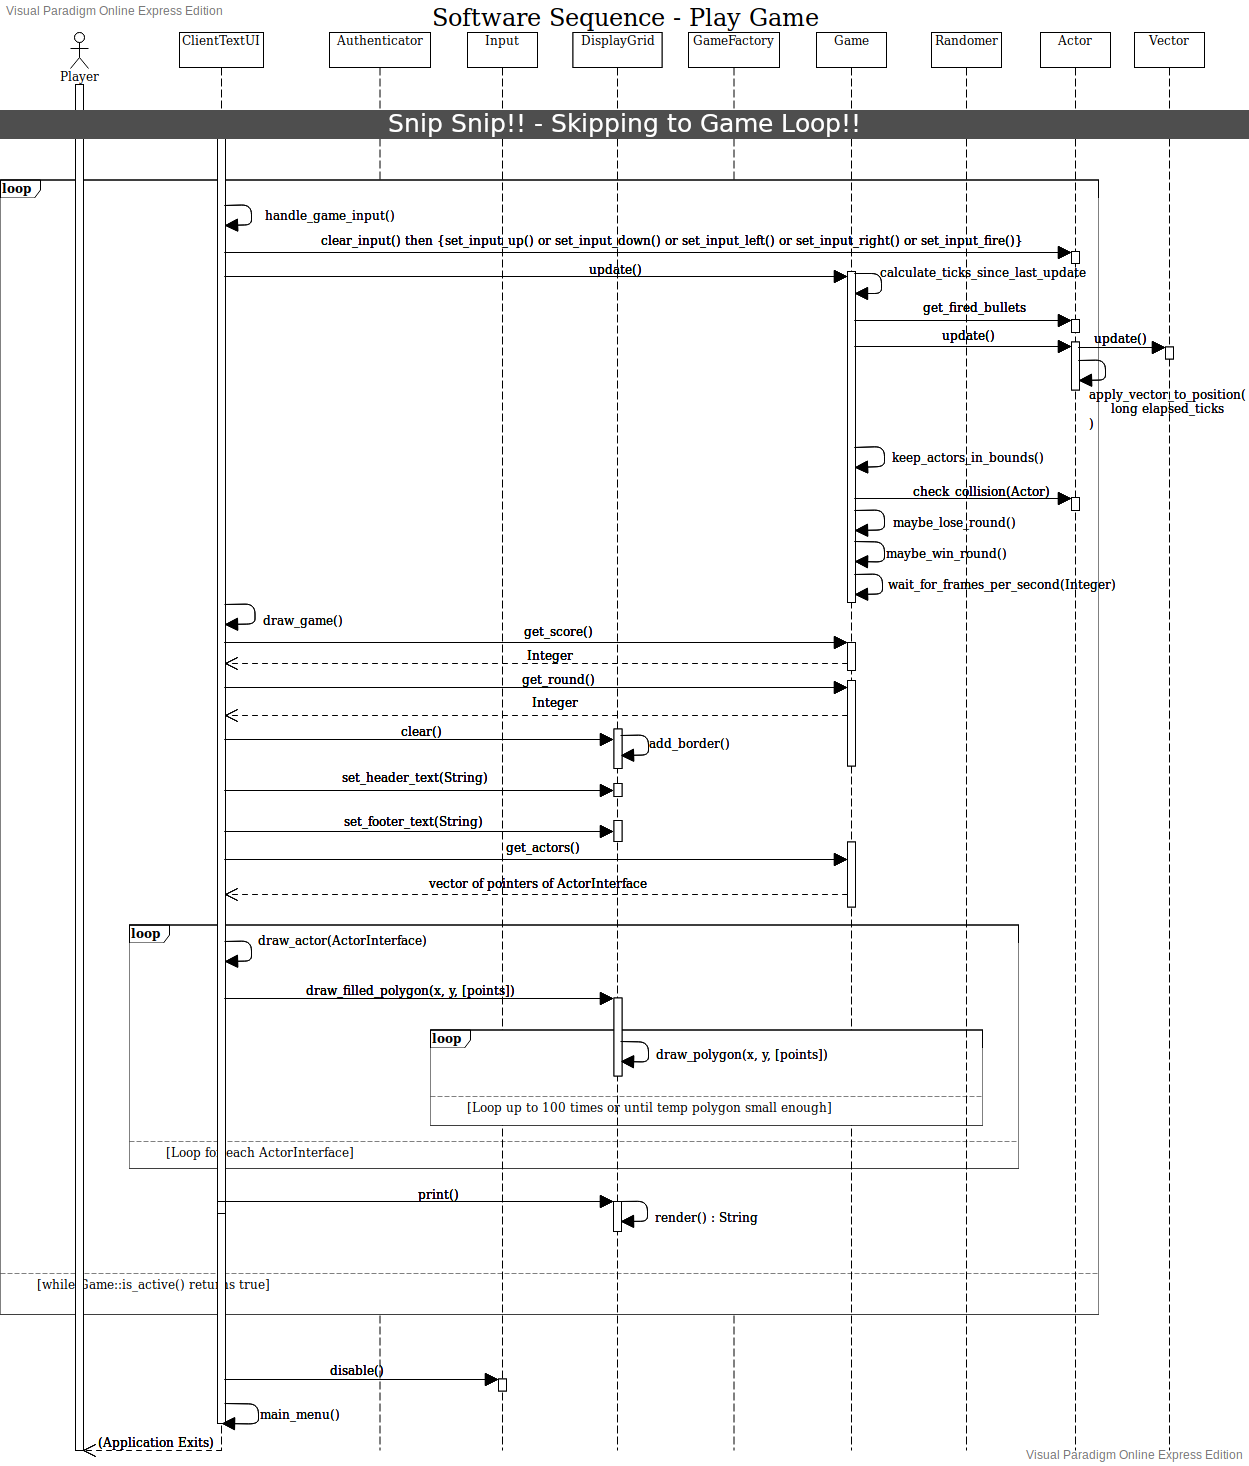 Visual Paradigm Online Express Edition
Software Sequence - Play Game
Player
ClientTextUI
Authenticator
Input
DisplayGrid
GameFactory
Game
Randomer
Actor
Vector
Snip Snip!! - Skipping to Game Loop!!
loop
handle_game_input()
clear_input() then {set_input_up() or set_input_down() or set_input_left() or set_input_right() or set_input_fire()}
update()
calculate_ticks_since_last_update
get_fired_bullets
update()
update()
apply_vector_to_position(
long elapsed_ticks
)
keep_actors_in_bounds()
check_collision(Actor)
maybe_lose_round()
maybe_win_round()
wait_for_frames_per_second(Integer)
draw_game()
get_score()
Integer
get_round()
Integer
clear()
add_border()
set_header_text(String)
set_footer_text(String)
get_actors()
vector of pointers of ActorInterface
loop
draw_actor(ActorInterface)
draw_filled_polygon(x, y, [points])
loop
draw_polygon(x, y, [points])
[Loop up to 100 times or until temp polygon small enough]
[Loop for each ActorInterface]
print()
render() : String
[while Game::is_active() returns true]
disable()
main_menu()
(Application Exits)
Visual Paradigm Online Express Edition